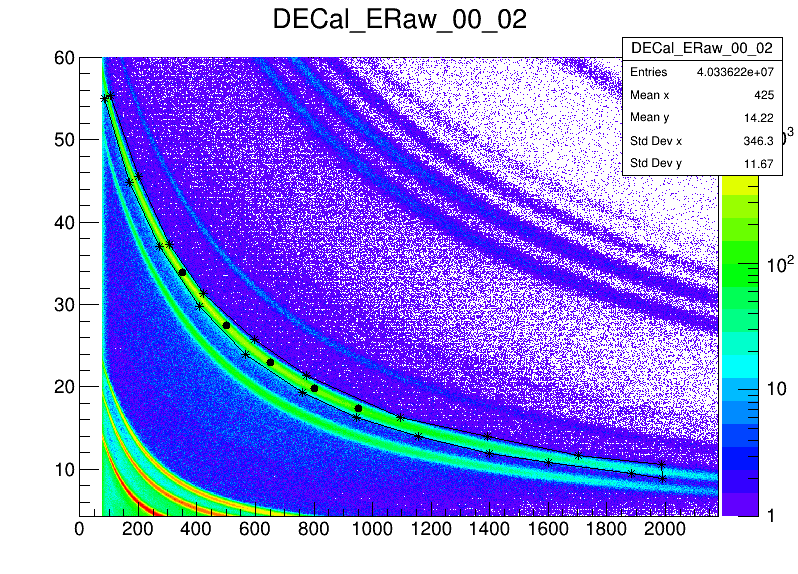 DECal_ERaw_00_02
DECal_ERaw_00_02
Entries 4.033622e+07
Mean x 425
Mean y 14.22
Std Dev x 346.3
Std Dev y 11.67
60
50
40
30
20
10
0 200 400 600 800 1000 1200 1400 1600 1800 2000
3
10²
10
1